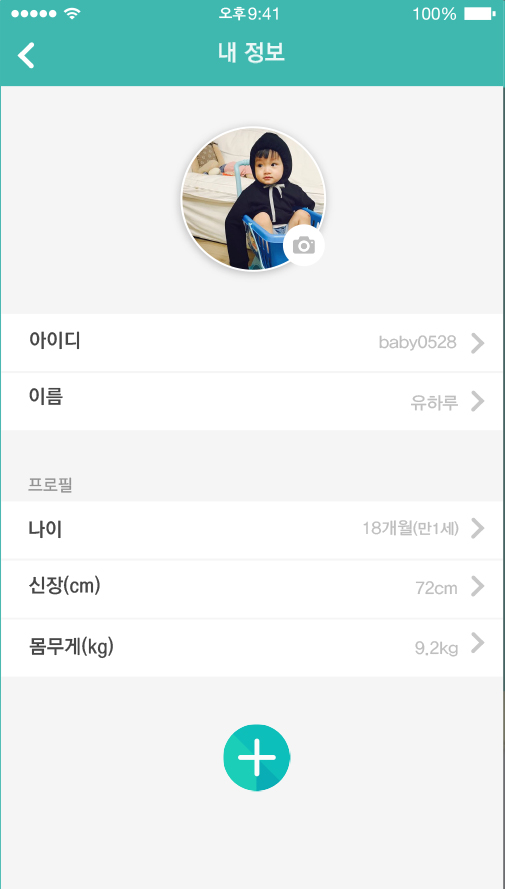 오후 9:41 100%
내 정보
아이디 baby0528
이름 유하루
프로필
나이 18개월(만1세)
신장(cm) 72cm
몸무게(kg) 9.2kg